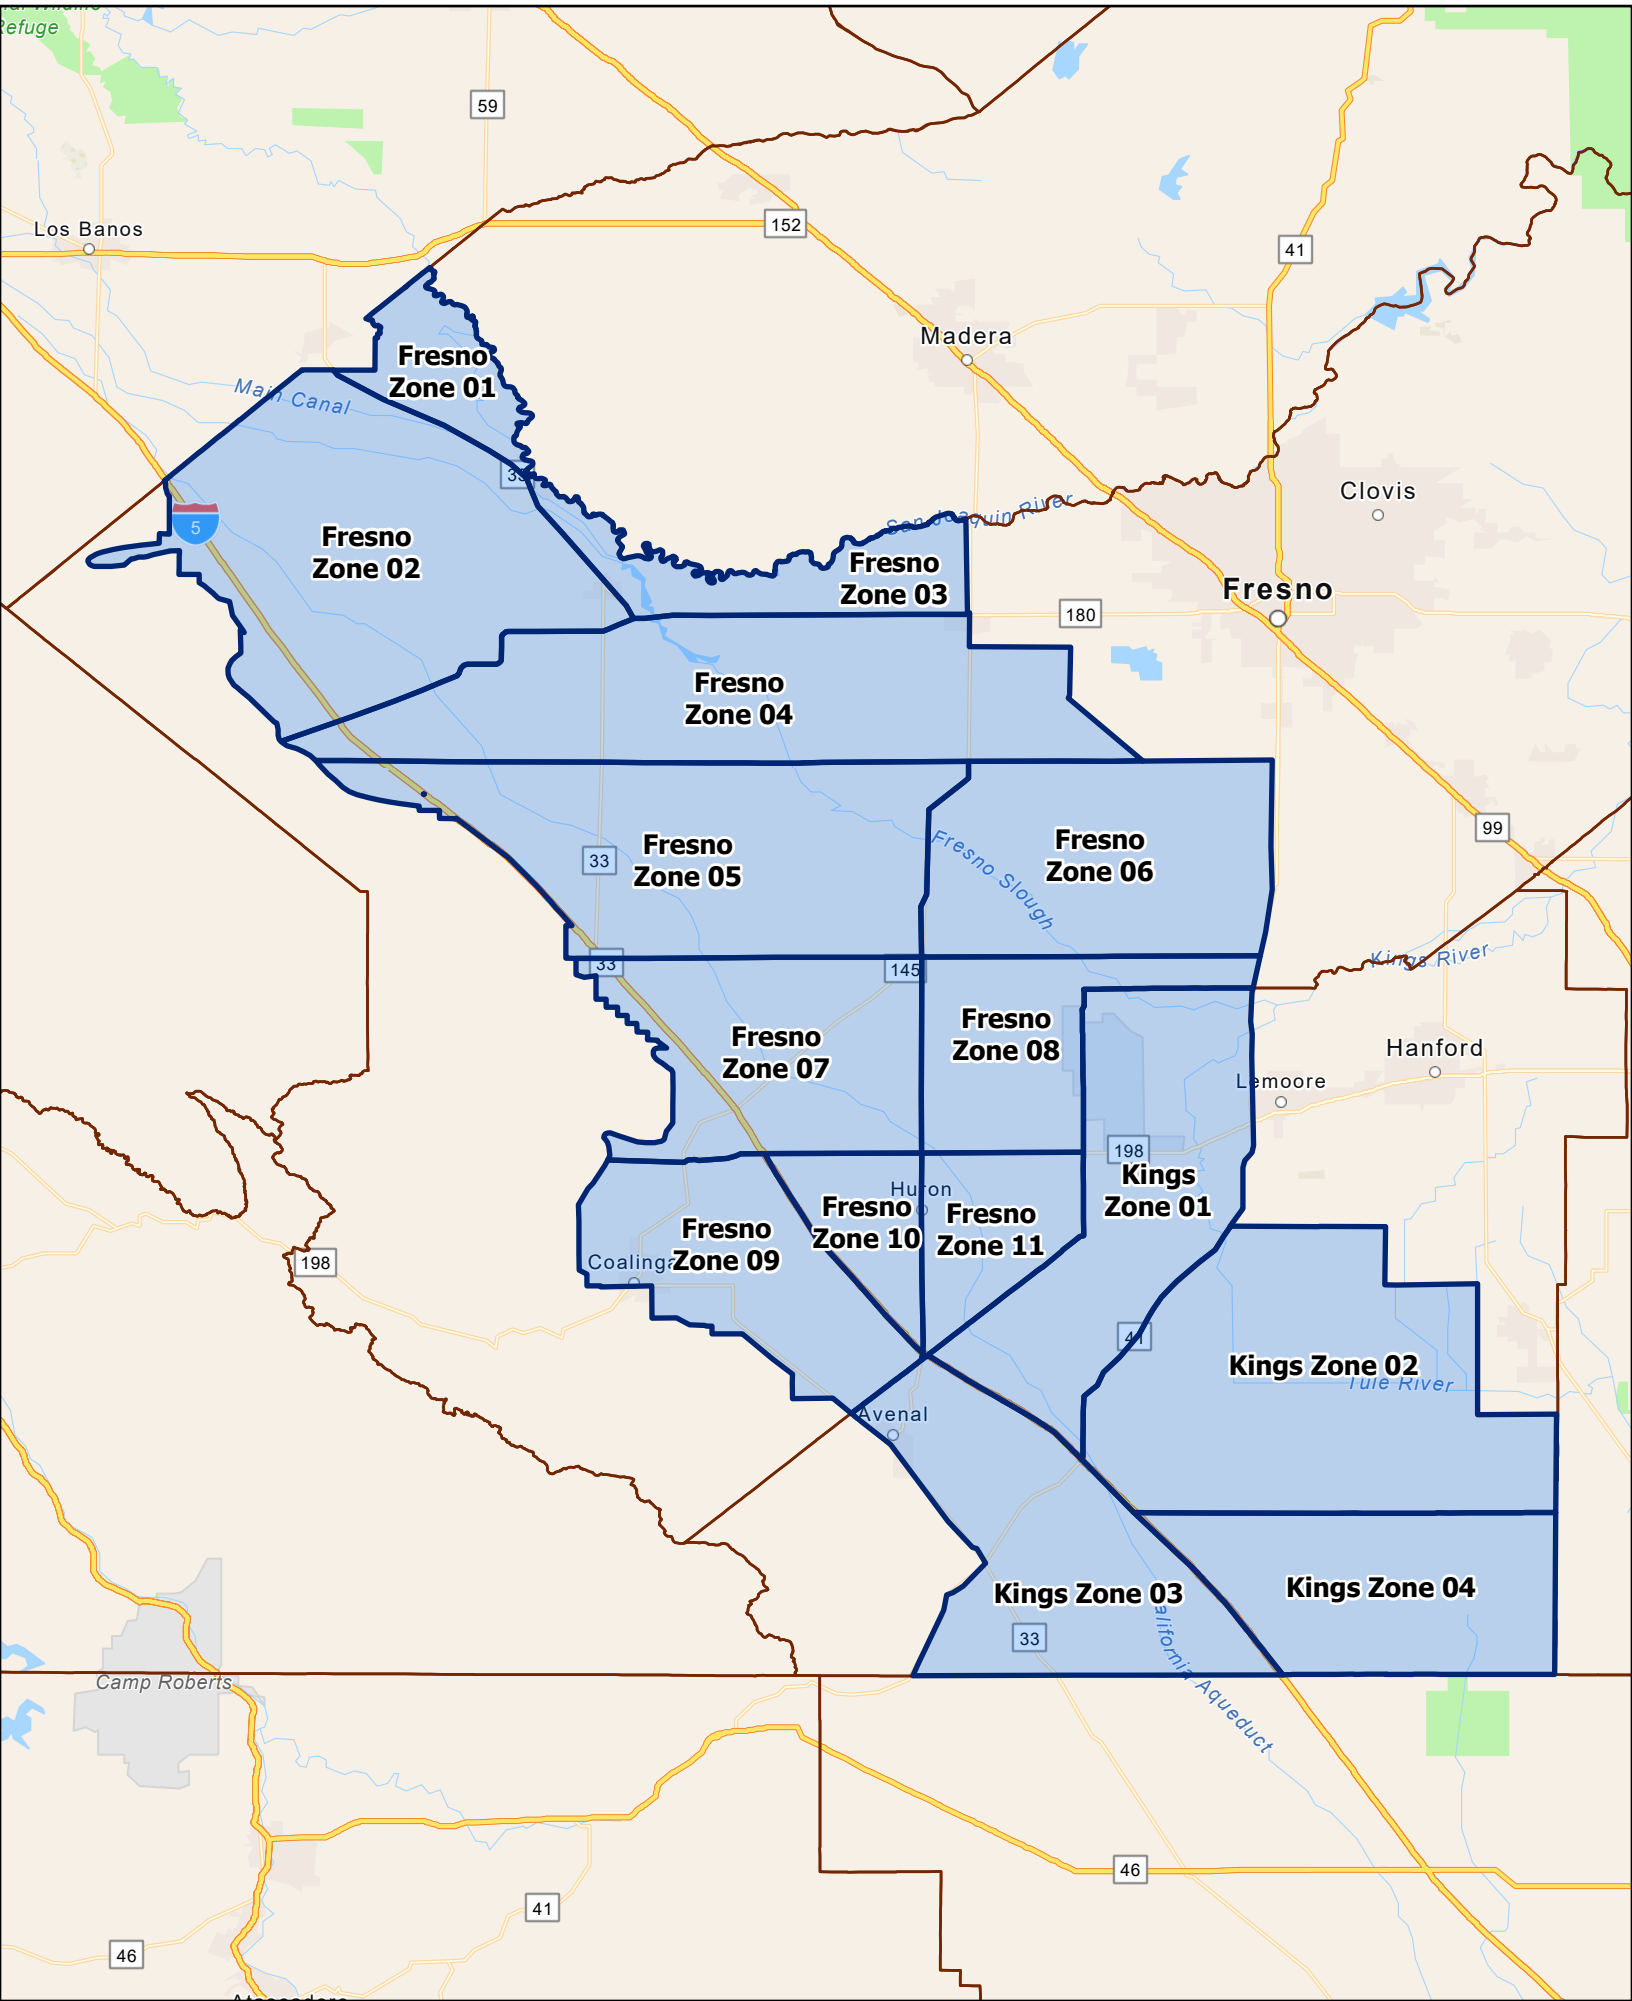 Refuge
59
Los Banos
152
41
Madera
Fresno
Zone 01
Main Canal
33
Clovis
San Joaquin River
5
Fresno
Zone 02
Fresno
Zone 03
Fresno
180
Fresno
Zone 04
99
Fresno
Zone 05
33
Fresno
Zone 06
Fresno Slough
Kings River
33
145
Fresno
Zone 07
Fresno
Zone 08
Hanford
Lemoore
198
Kings
Zone 01
Huron
Fresno
Zone 10
Fresno
Zone 11
Fresno
Zone 09
Coalinga
198
41
Kings Zone 02
Tule River
Avenal
Kings Zone 03
Kings Zone 04
33
California Aqueduct
Camp Roberts
46
41
46